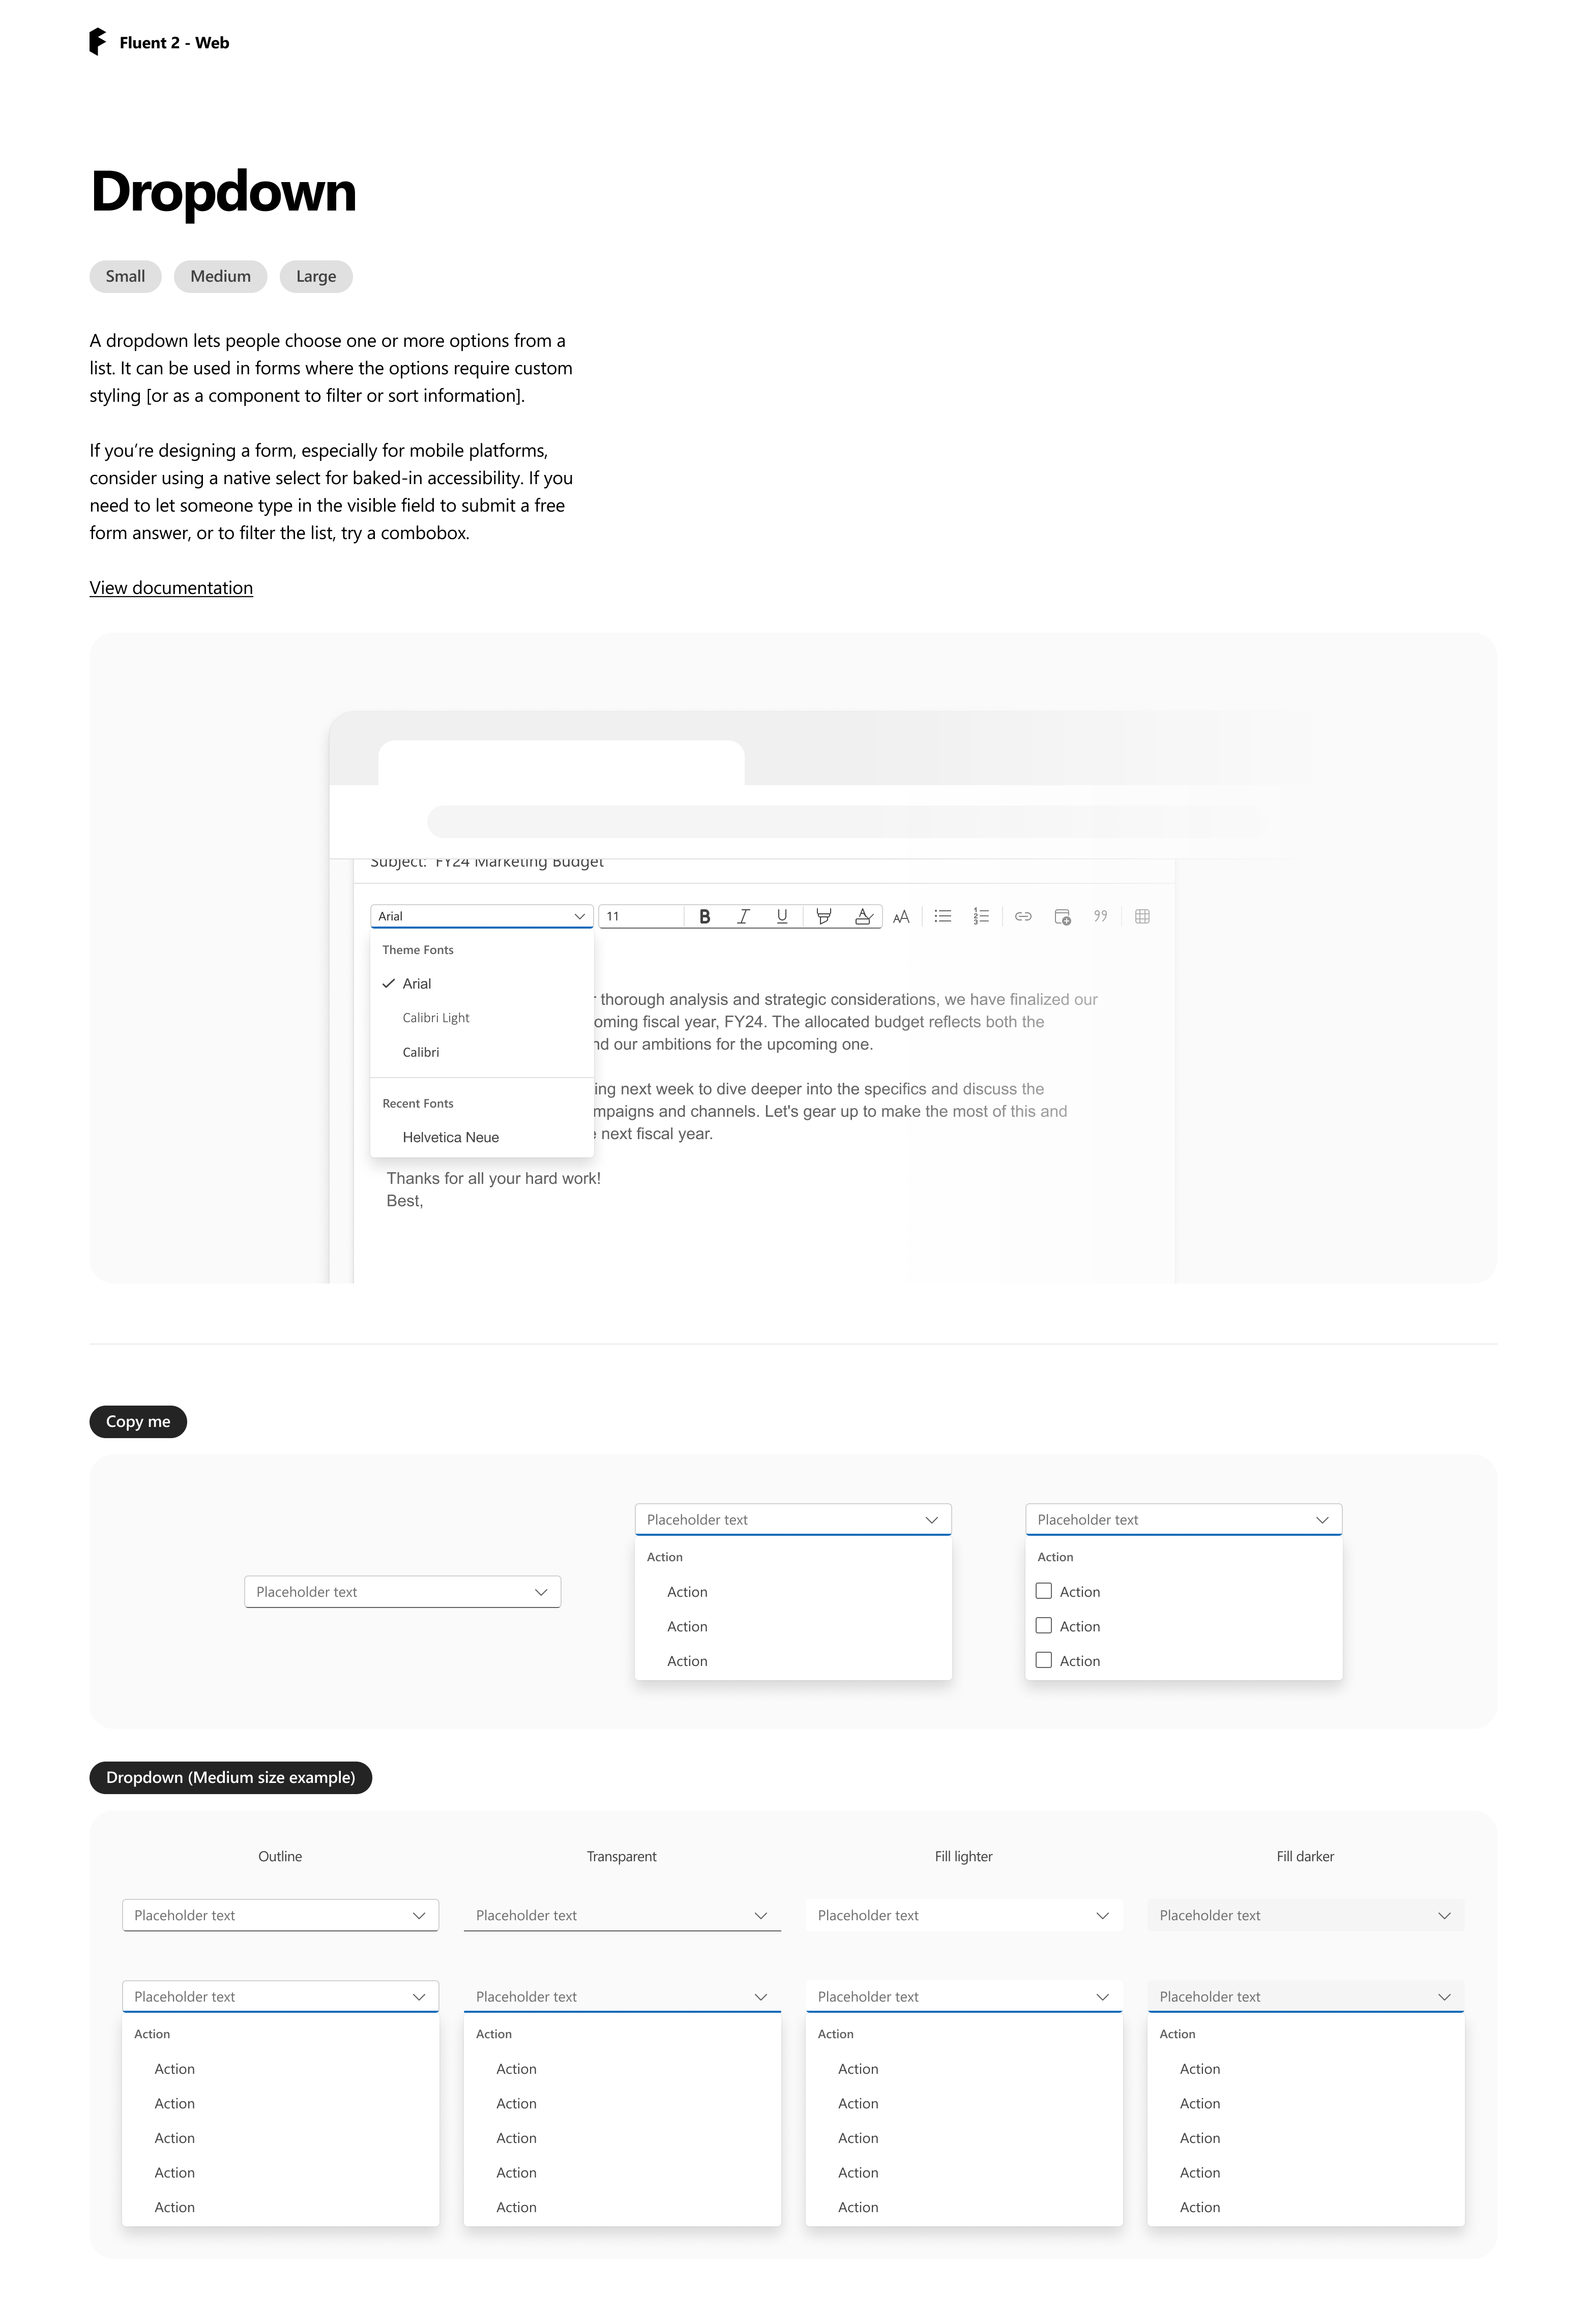 Fluent 2 - Web
Dropdown
Small Medium Large
A dropdown lets people choose one or more options from a
list. It can be used in forms where the options require custom
styling [or as a component to filter or sort information].
If you’re designing a form, especially for mobile platforms,
consider using a native select for baked-in accessibility. If you
need to let someone type in the visible field to submit a free
form answer, or to filter the list, try a combobox.
View documentation
Subject: FY24 Marketing Budget
Arial 11 B I U A AA 1 2 3 99
Theme Fonts
Arial
Calibri Light
Calibri
Recent Fonts
Helvetica Neue
thorough analysis and strategic considerations, we have finalized our
oming fiscal year, FY24. The allocated budget reflects both the
nd our ambitions for the upcoming one.
ing next week to dive deeper into the specifics and discuss the
mpaigns and channels. Let's gear up to make the most of this and
next fiscal year.
Thanks for all your hard work!
Best,
Copy me
Placeholder text
Placeholder text
Action
Action
Action
Action
Placeholder text
Action
Action
Action
Action
Dropdown (Medium size example)
Outline Transparent Fill lighter Fill darker
Placeholder text Placeholder text Placeholder text Placeholder text
Placeholder text Placeholder text Placeholder text Placeholder text
Action Action Action Action
Action Action Action Action
Action Action Action Action
Action Action Action Action
Action Action Action Action
Action Action Action Action